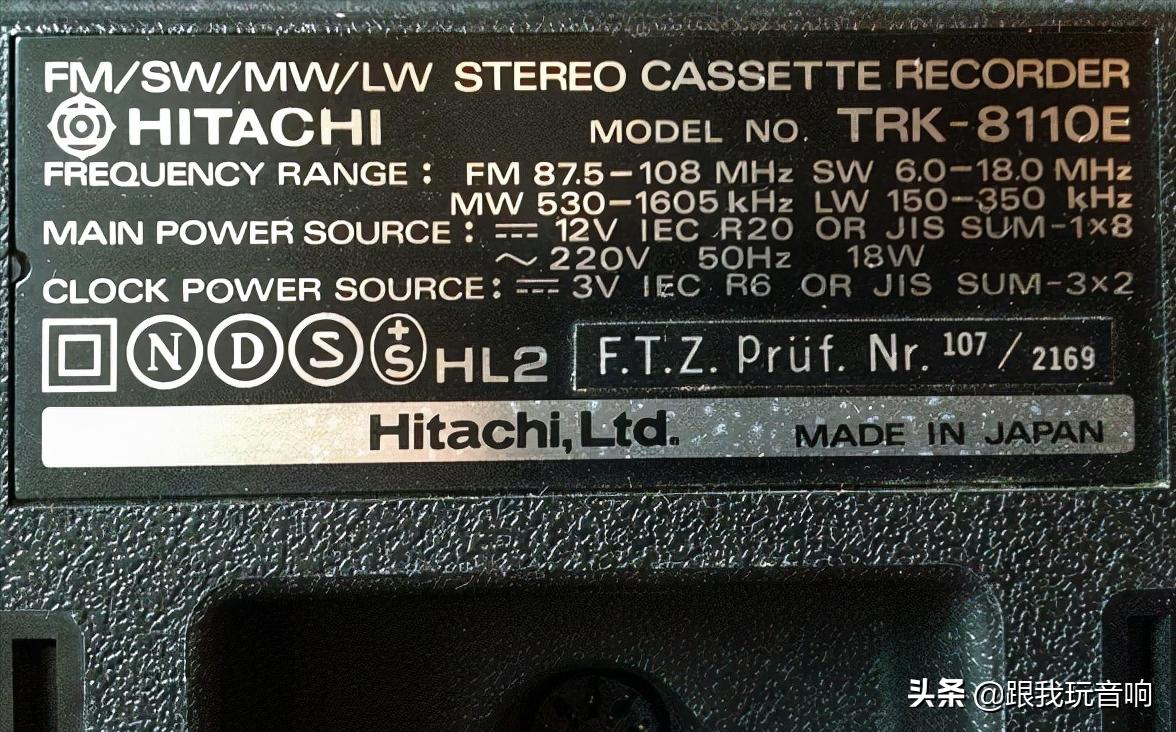 FM/SW/MW/LW STEREO CASSETTE RECORDER
HITACHI MODEL NO. TRK-8110E
FREQUENCY RANGE: FM 87.5-108 MHz SW 6.0-18.0 MHz
MW 530-1605 kHz LW 150-350 kHz
MAIN POWER SOURCE: ⎓ 12V IEC R20 OR JIS SUM-1×8
~ 220V 50Hz 18W
CLOCK POWER SOURCE: ⎓ 3V IEC R6 OR JIS SUM-3×2
N D S +S HL2 F.T.Z. Prüf. Nr. 107/2169
Hitachi, Ltd. MADE IN JAPAN
头条 @跟我玩音响